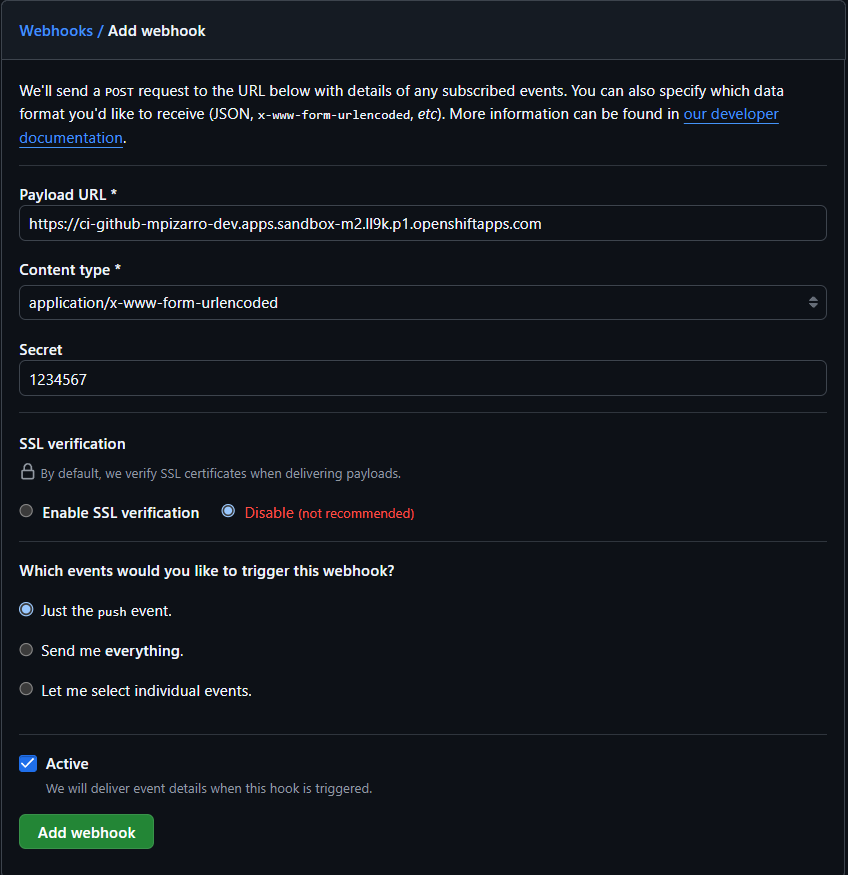 Webhooks / Add webhook
We'll send a POST request to the URL below with details of any subscribed events. You can also specify which data
format you'd like to receive (JSON, x-www-form-urlencoded, etc). More information can be found in our developer
documentation.
Payload URL *
https://ci-github-mpizarro-dev.apps.sandbox-m2.ll9k.p1.openshiftapps.com
Content type *
application/x-www-form-urlencoded
Secret
1234567
SSL verification
By default, we verify SSL certificates when delivering payloads.
Enable SSL verification Disable (not recommended)
Which events would you like to trigger this webhook?
Just the push event.
Send me everything.
Let me select individual events.
Active
We will deliver event details when this hook is triggered.
Add webhook